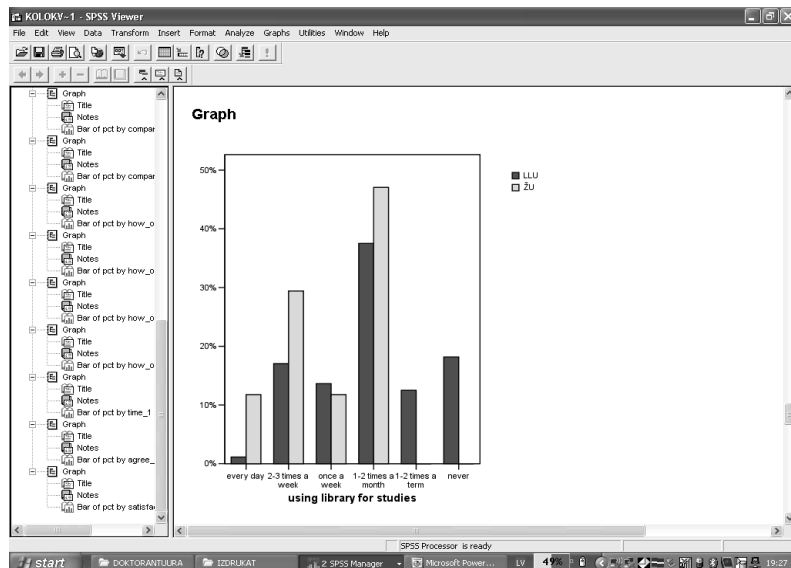 KOLOKV~1 - SPSS Viewer
File Edit View Data Transform Insert Format Analyze Graphs Utilities Window Help
Graph
Title
Notes
Bar of pct by compar
Graph
Title
Notes
Bar of pct by compar
Graph
Title
Notes
Bar of pct by how_o
Graph
Title
Notes
Bar of pct by how_o
Graph
Title
Notes
Bar of pct by how_o
Graph
Title
Notes
Bar of pct by how_o
Graph
Title
Notes
Bar of pct by time_1
Graph
Title
Notes
Bar of pct by agree_
Graph
Title
Notes
Bar of pct by satisfa
Graph
50%
40%
30%
20%
10%
0%
LLU
ŽU
every day
2-3 times a week
once a week
1-2 times a month
1-2 times a term
never
using library for studies
SPSS Processor is ready
start
DOKTORANTUURA
IZDRUKAT
2 SPSS Manager
Microsoft Power...
LV
49%
19:27